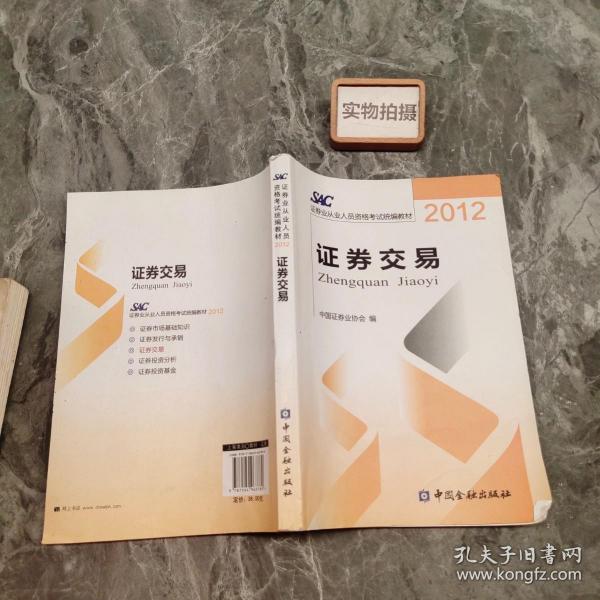 实物拍摄
SAC
证券业从业人员资格考试统编教材
2012
证券交易
Zhengquan Jiaoyi
中国证券业协会 编
中国金融出版社
SAC
证券业从业人员
资格考试统编教材
2012
证券交易
中国金融出版社
证券交易
Zhengquan Jiaoyi
SAC
证券业从业人员资格考试统编教材 2012
证券市场基础知识
证券发行与承销
证券交易
证券投资分析
证券投资基金
网上书店
孔夫子旧书网
www.kongfz.com